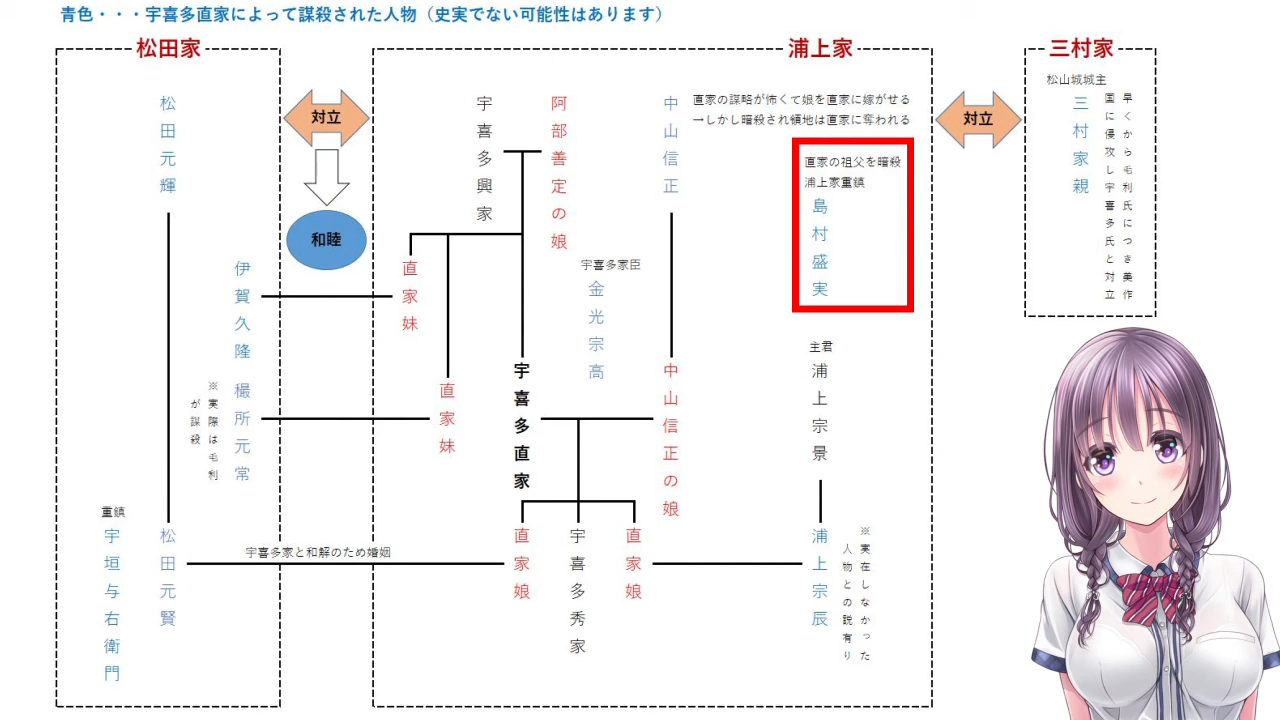 青色・・・宇喜多直家によって謀殺された人物（史実でない可能性はあります）
松田家
松田元輝
伊賀久隆
撮所元常
※実際は毛利
が謀殺
重鎮
宇垣与右衛門
松田元賢
対立
和睦
宇喜多家と和解のため婚姻
浦上家
宇喜多興家
阿部善定の娘
中山信正
直家の謀略が怖くて娘を直家に嫁がせる
→しかし暗殺され領地は直家に奪われる
直家の祖父を暗殺
浦上家重鎮
島村盛実
直家妹
直家妹
宇喜多家臣
金光宗高
宇喜多直家
中山信正の娘
主君
浦上宗景
直家娘
宇喜多秀家
直家娘
浦上宗辰
※実在しなかった
人物との説有り
対立
三村家
松山城城主
三村家親
早くから毛利氏につき美作
国に侵攻し宇喜多氏と対立